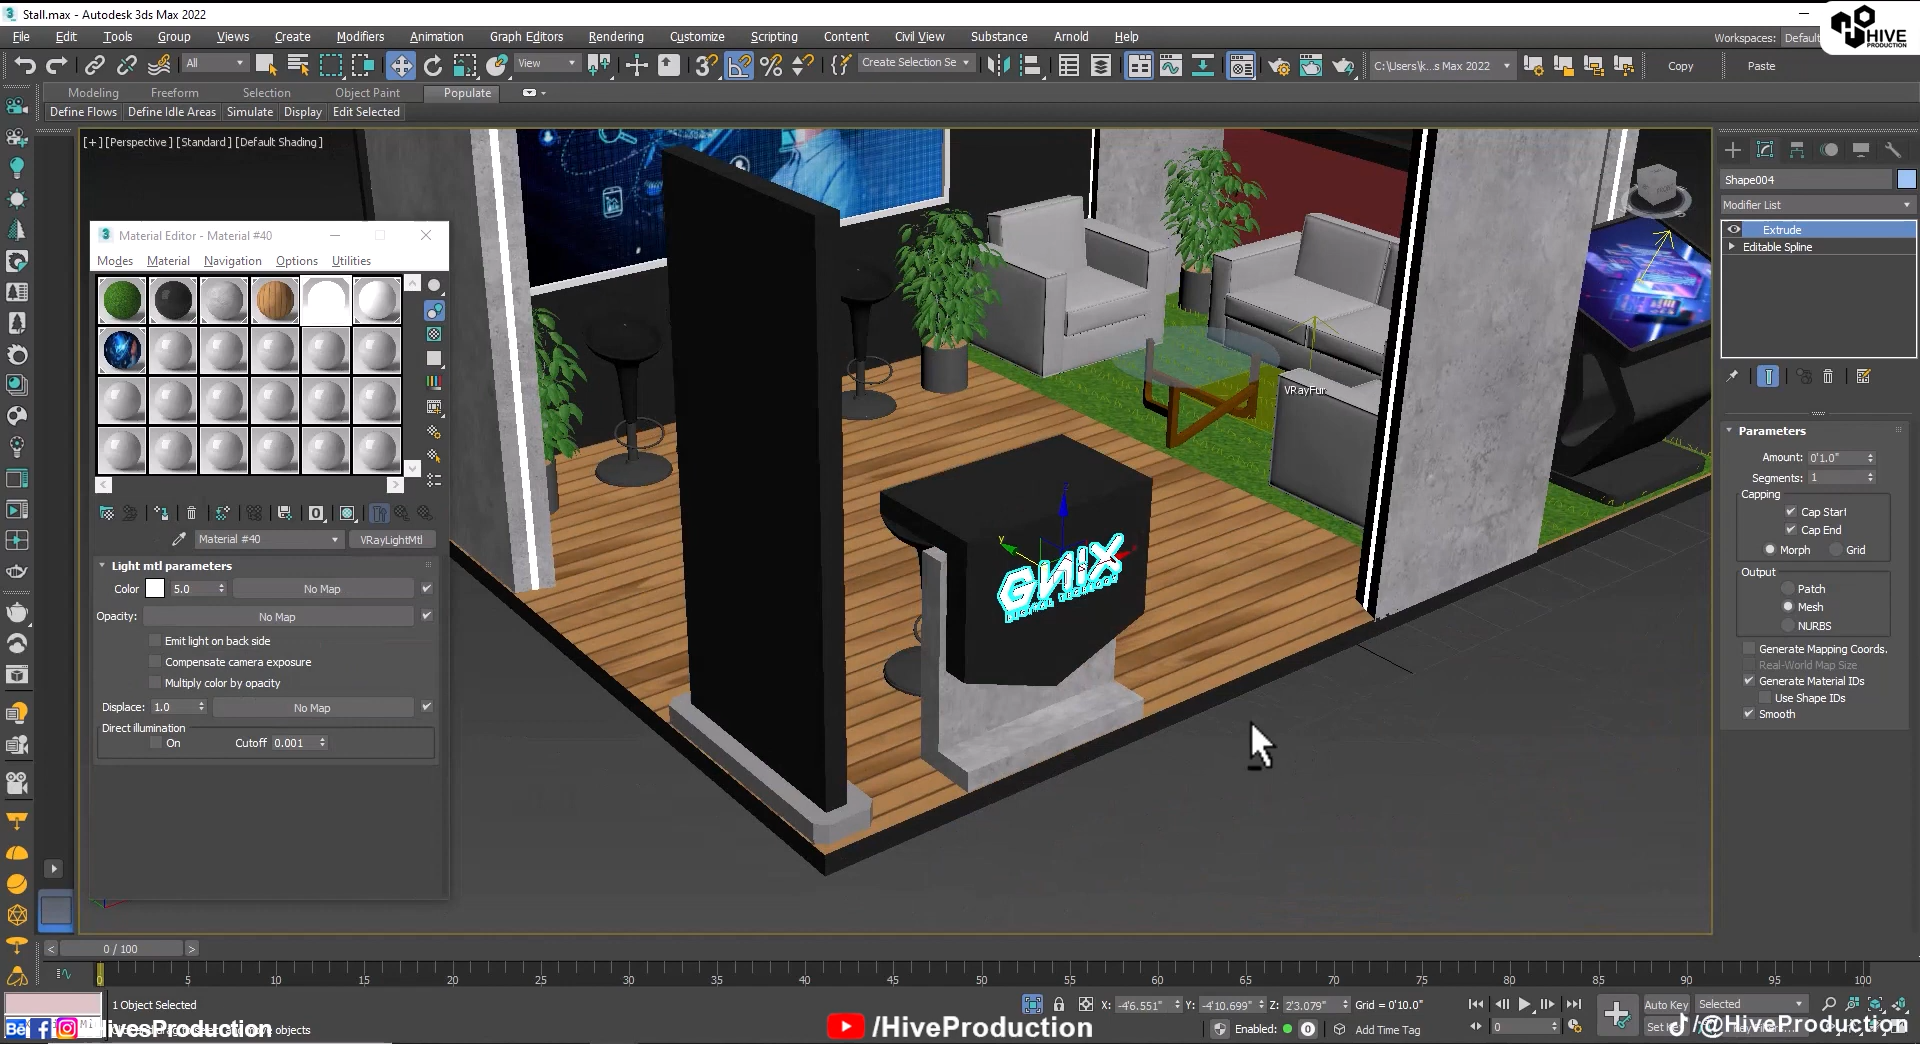 Stall.max - Autodesk 3ds Max 2022
HIVE
PRODUCTION
File Edit Tools Group Views Create Modifiers Animation Graph Editors Rendering Customize Scripting Content Civil View Substance Arnold Help
Workspaces: Default
All View Create Selection Se C:\Users\k...s Max 2022 Copy Paste
Modeling Freeform Selection Object Paint Populate
Define Flows Define Idle Areas Simulate Display Edit Selected
[+] [Perspective ] [Standard ] [Default Shading ]
Shape004
Modifier List
Extrude
Editable Spline
Material Editor - Material #40
Modes Material Navigation Options Utilities
VRayFur
GNIX
Parameters
Amount: 0'1.0"
Segments: 1
Capping
Cap Start
Cap End
Morph Grid
Output
Patch
Mesh
NURBS
Generate Mapping Coords.
Real-World Map Size
Generate Material IDs
Use Shape IDs
Smooth
Material #40 VRayLightMtl
Light mtl parameters
Color 5.0 No Map
Opacity: No Map
Emit light on back side
Compensate camera exposure
Multiply color by opacity
Displace: 1.0 No Map
Direct illumination
On Cutoff 0.001
0 / 100
0 5 10 15 20 25 30 35 40 45 50 55 60 65 70 75 80 85 90 95 100
1 Object Selected
X: -4'6.551" Y: -4'10.699" Z: 2'3.079" Grid = 0'10.0"
Auto Key Selected
Enabled: 0 Add Time Tag
0
/HiveProduction
/@HiveProduction